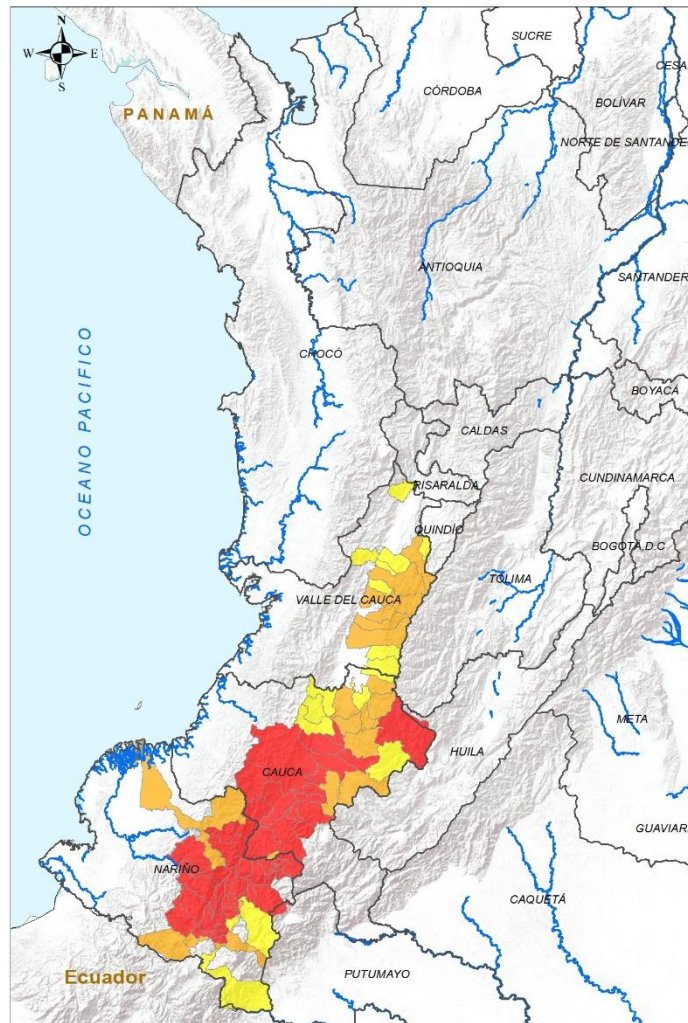 N
W E
S
SUCRE
CESA
CÓRDOBA
BOLÍVAR
PANAMÁ
NORTE DE SANTANDE
ANTIOQUIA
SANTANDER
OCEANO PACIFICO
CHOCÓ
BOYACÁ
CALDAS
CUNDINAMARCA
RISARALDA
QUINDÍO
BOGOTÁ, D.C
TOLIMA
VALLE DEL CAUCA
META
HUILA
CAUCA
GUAVIAR
NARIÑO
CAQUETÁ
Ecuador
PUTUMAYO